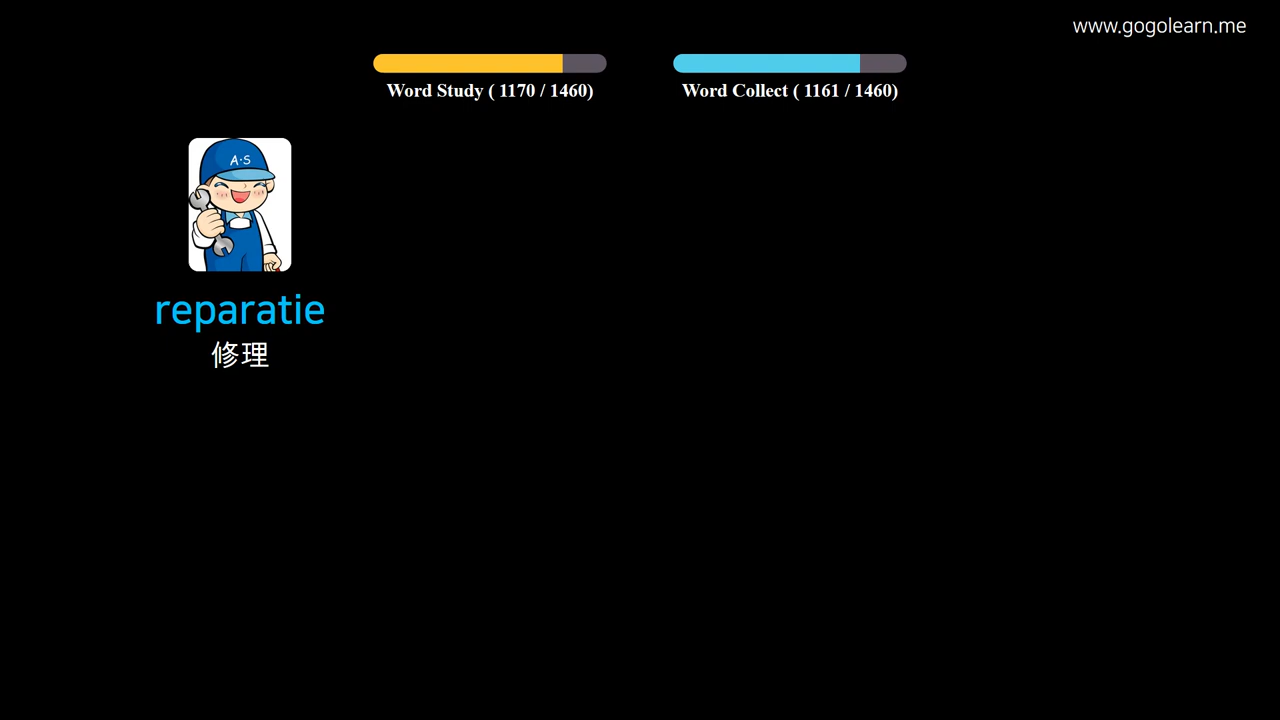 www.gogolearn.me
Word Study ( 1170 / 1460)
Word Collect ( 1161 / 1460)
A·S
reparatie
修理